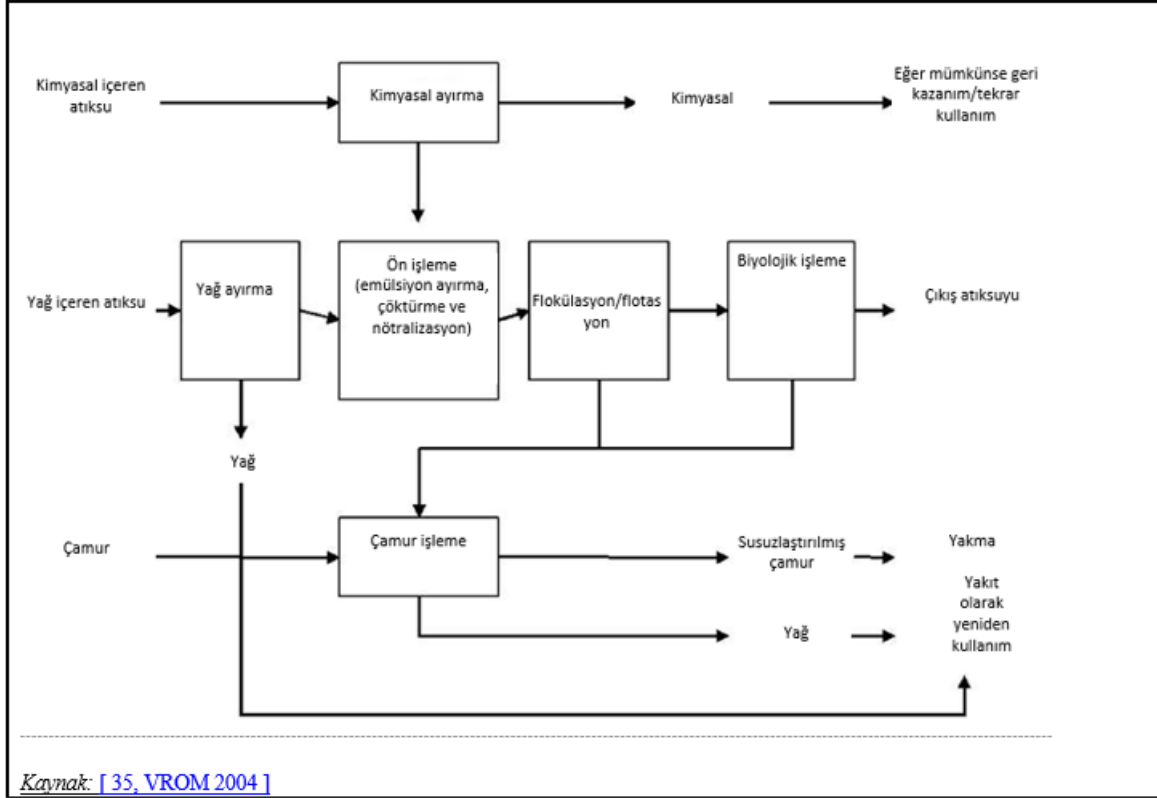 Kimyasal içeren
atıksu
Kimyasal ayırma
Kimyasal
Eğer mümkünse geri
kazanım/tekrar
kullanım
Yağ içeren atıksu
Yağ ayırma
Ön işleme
(emülsiyon ayırma,
çöktürme ve
nötralizasyon)
Flokülasyon/flotas
yon
Biyolojik işleme
Çıkış atıksuyu
Yağ
Çamur
Çamur işleme
Susuzlaştırılmış
çamur
Yakma
Yağ
Yakıt
olarak
yeniden
kullanım
Kaynak: [ 35, VROM 2004 ]